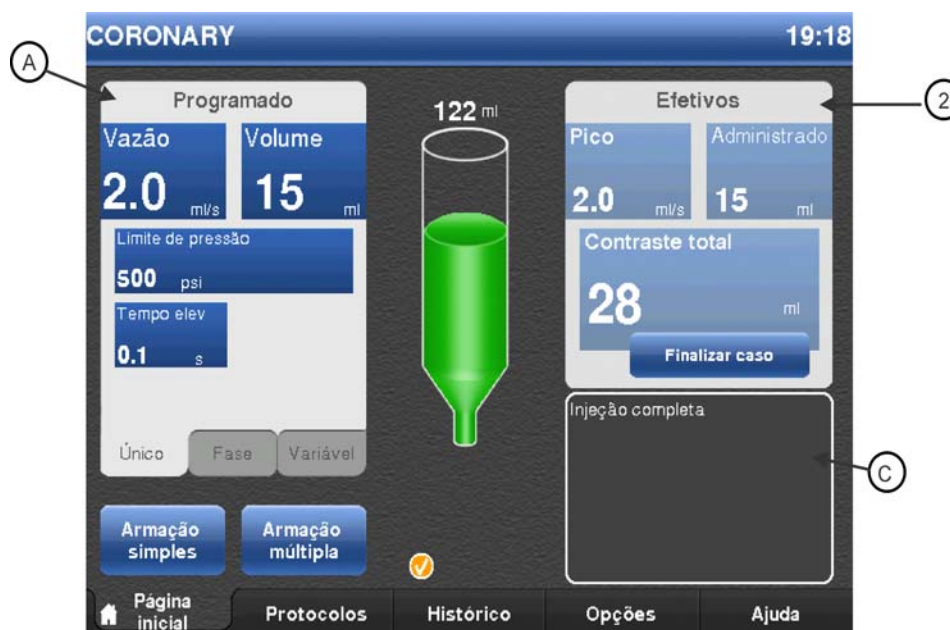 CORONARY 19:18
A
Programado
Vazão
2.0 ml/s
Volume
15 ml
Limite de pressão
500 psi
Tempo elev
0.1 s
Único Fase Variável
Armação
simples
Armação
múltipla
122 ml
Efetivos
2
Pico
2.0 ml/s
Administrado
15 ml
Contraste total
28 ml
Finalizar caso
Injeção completa
C
Página
inicial
Protocolos
Histórico
Opções
Ajuda